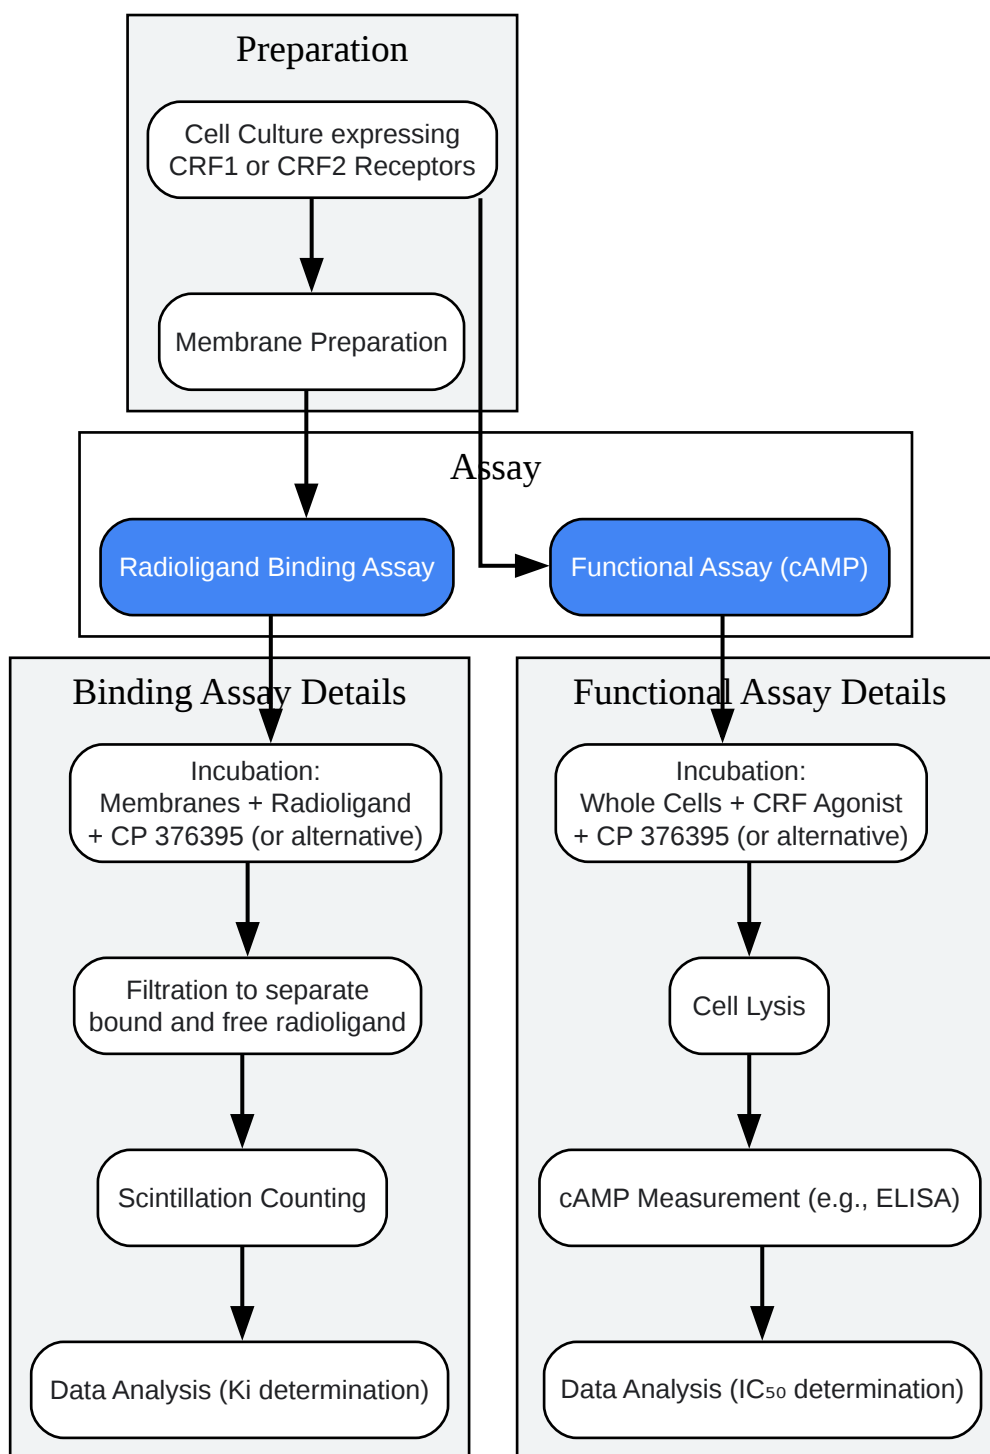 Preparation
Cell Culture expressing
CRF1 or CRF2 Receptors
Membrane Preparation
Assay
Radioligand Binding Assay
Functional Assay (cAMP)
Binding Assay Details
Incubation:
Membranes + Radioligand
+ CP 376395 (or alternative)
Filtration to separate
bound and free radioligand
Scintillation Counting
Data Analysis (Ki determination)
Functional Assay Details
Incubation:
Whole Cells + CRF Agonist
+ CP 376395 (or alternative)
Cell Lysis
cAMP Measurement (e.g., ELISA)
Data Analysis (IC₅₀ determination)